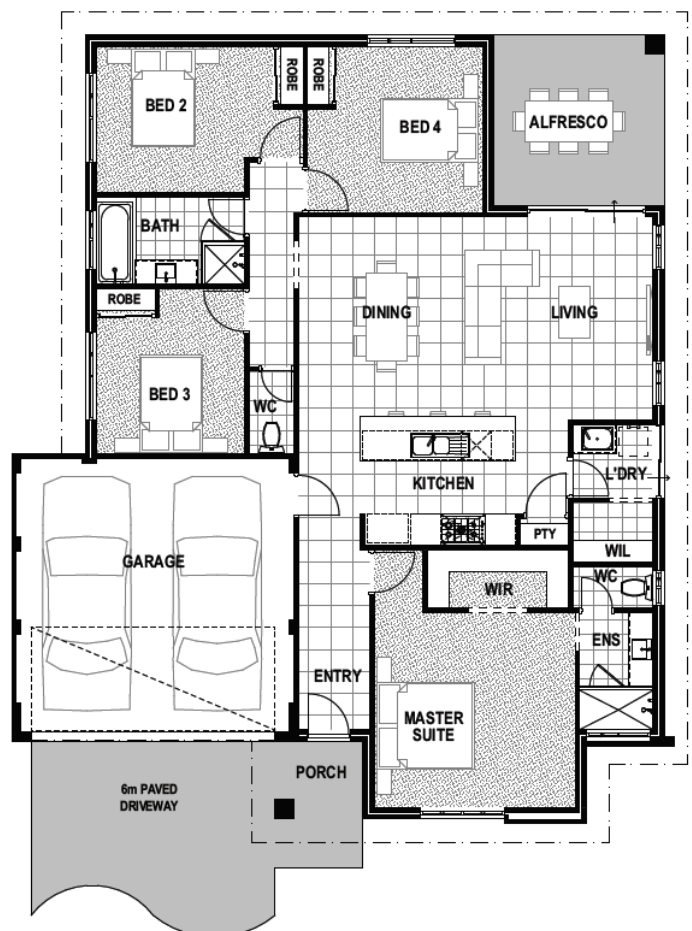 ROBE
ROBE
BED 2
BED 4
ALFRESCO
BATH
ROBE
DINING
LIVING
BED 3
WC
L'DRY
KITCHEN
PTY
WIL
GARAGE
WC
WIR
ENS
ENTRY
MASTER
SUITE
PORCH
6m PAVED
DRIVEWAY